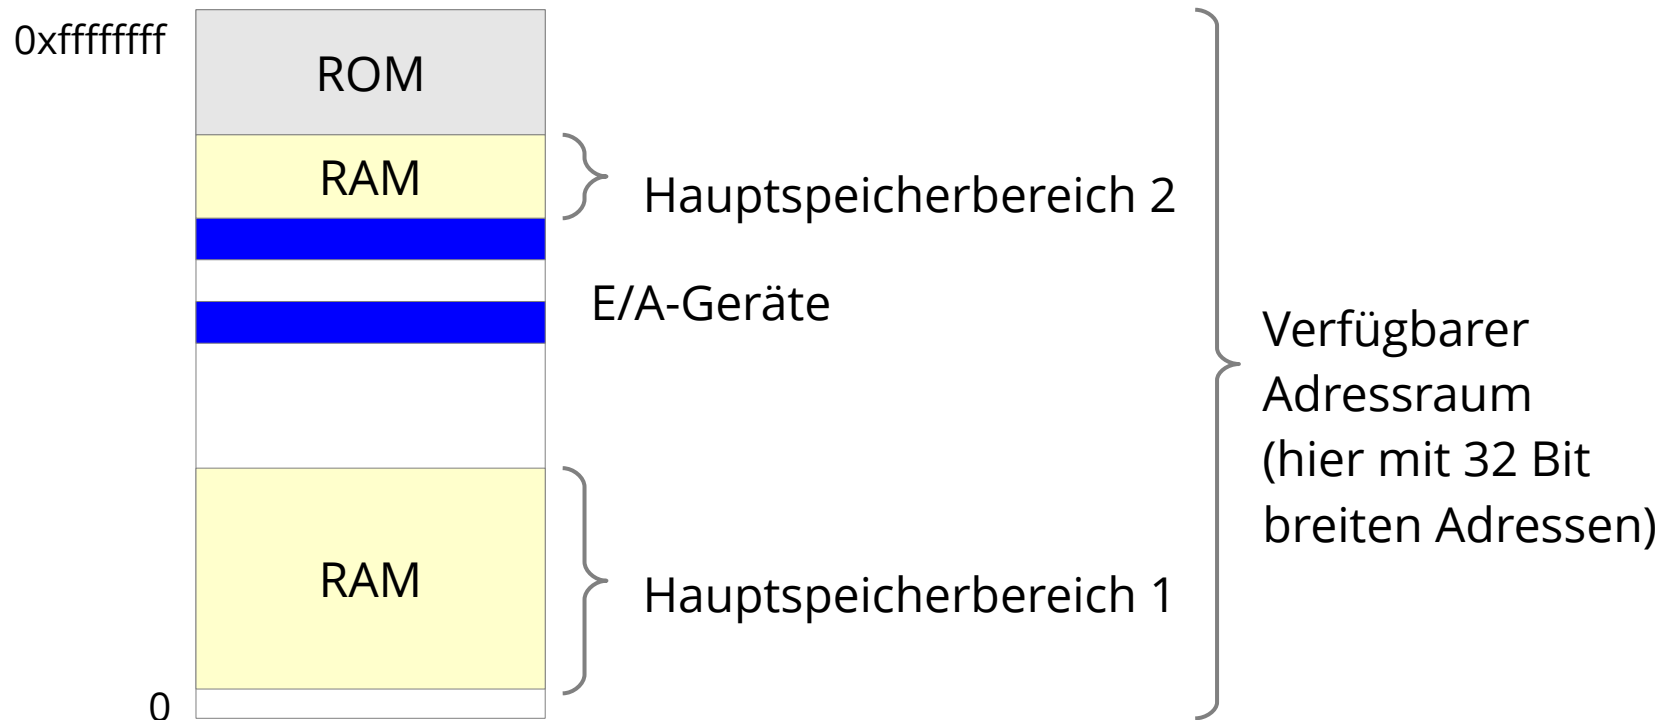 0xffffffff
ROM
RAM
Hauptspeicherbereich 2
E/A-Geräte
Verfügbarer
Adressraum
(hier mit 32 Bit
breiten Adressen)
RAM
Hauptspeicherbereich 1
0